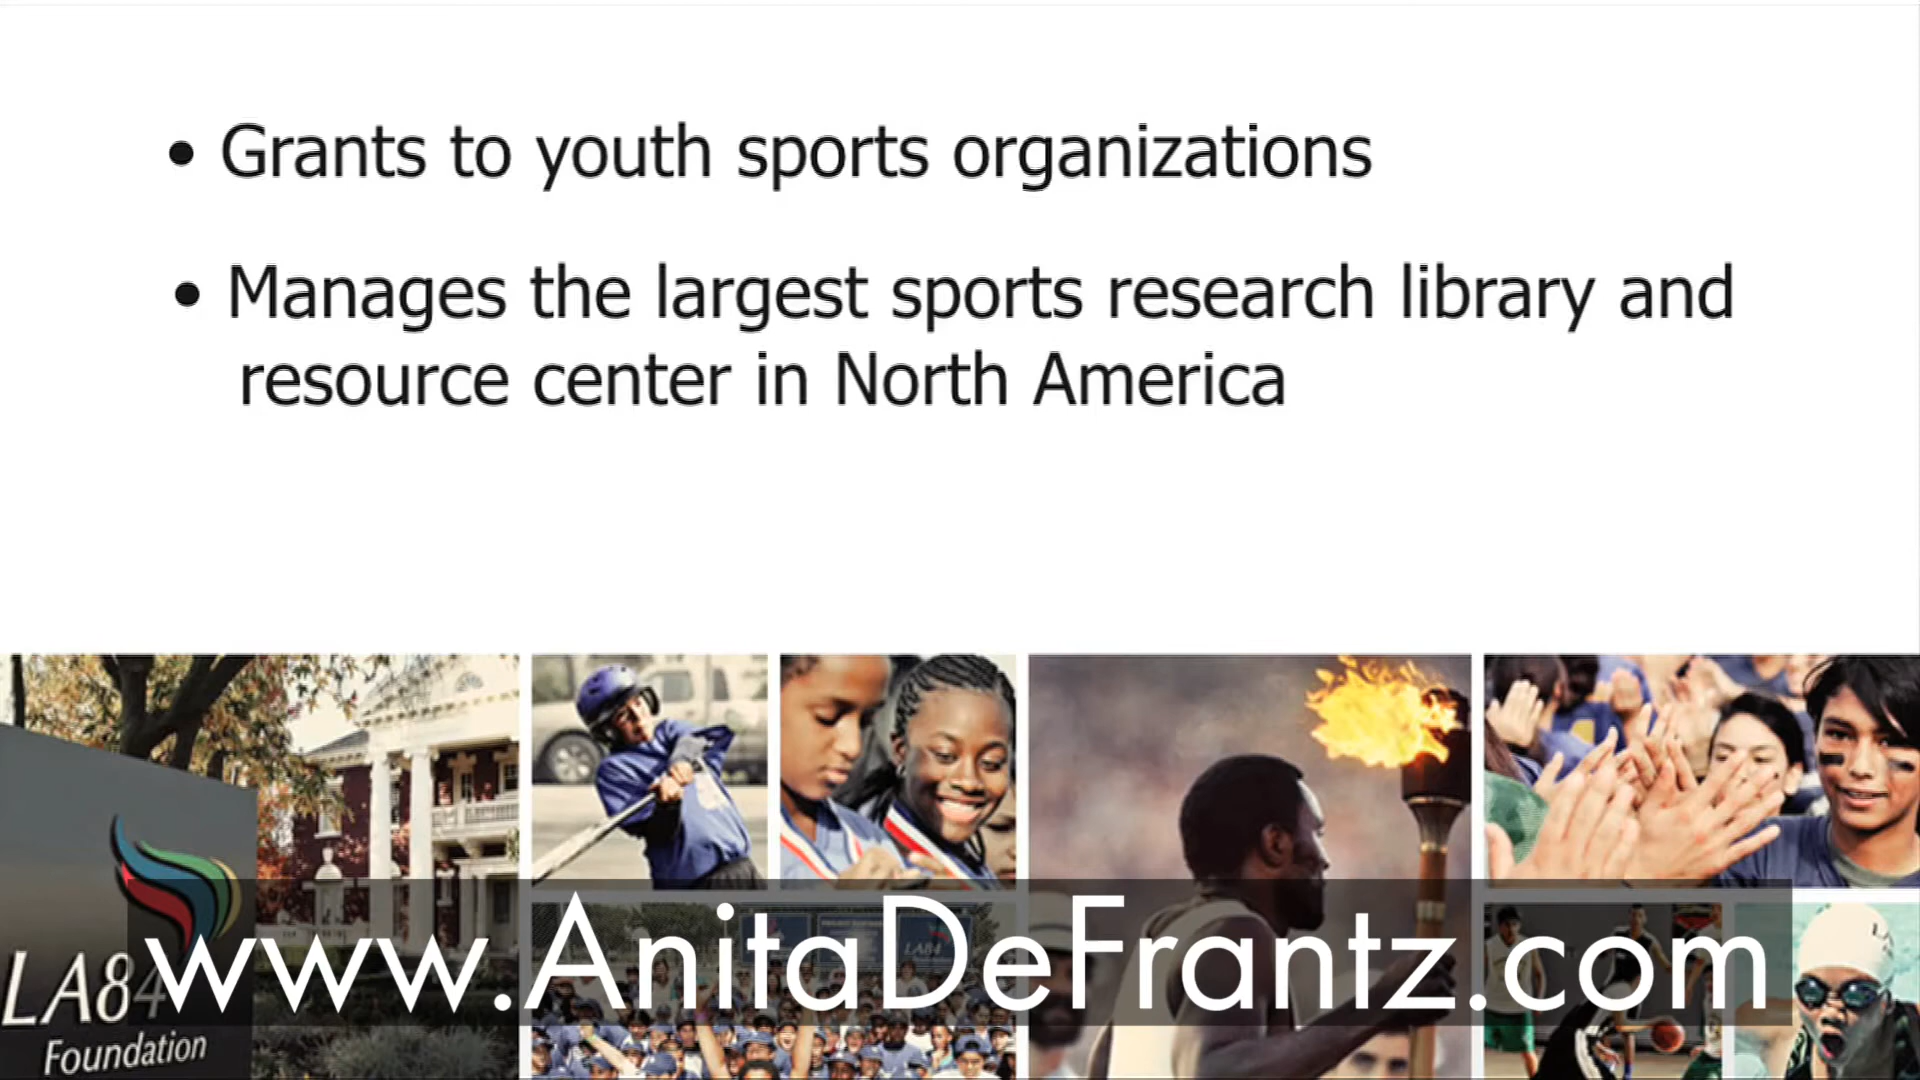 • Grants to youth sports organizations
• Manages the largest sports research library and
resource center in North America
LA84
Foundation
LA84
www.AnitaDeFrantz.com